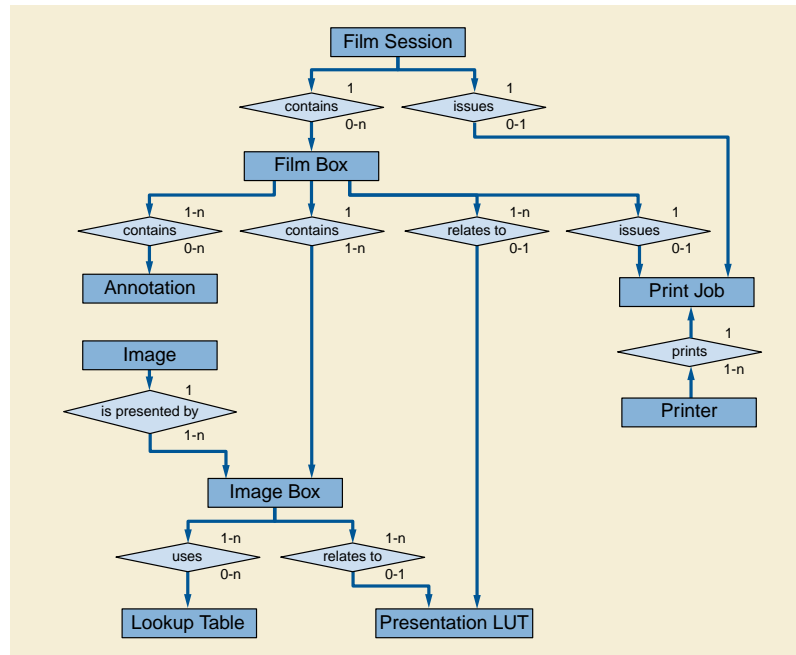 Film Session
1
1
contains
issues
0-n
0-1
Film Box
1-n
1
1-n
1
contains
contains
relates to
issues
0-n
1-n
0-1
0-1
Annotation
Print Job
1
Image
prints
1-n
1
is presented by
Printer
1-n
Image Box
1-n
1-n
uses
relates to
0-n
0-1
Lookup Table
Presentation LUT